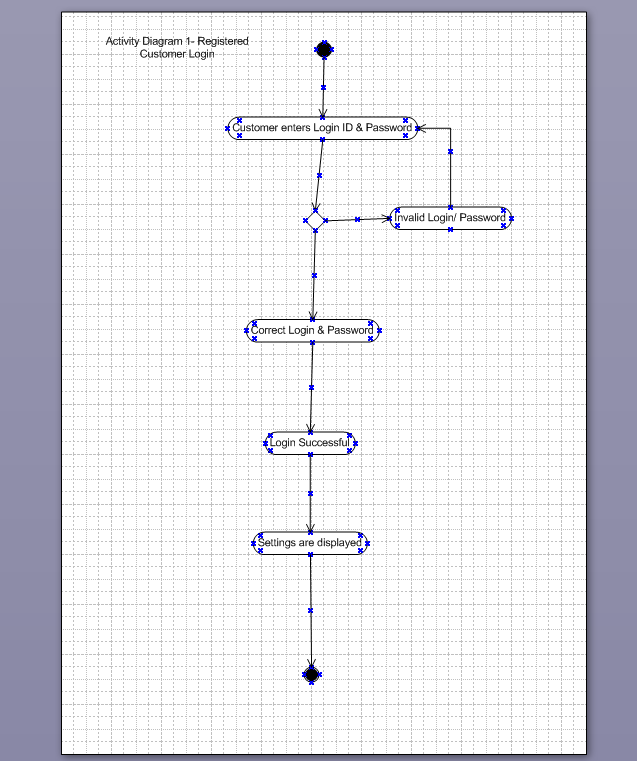 Activity Diagram 1- Registered
Customer Login
Customer enters Login ID & Password
Invalid Login/ Password
Correct Login & Password
Login Successful
Settings are displayed